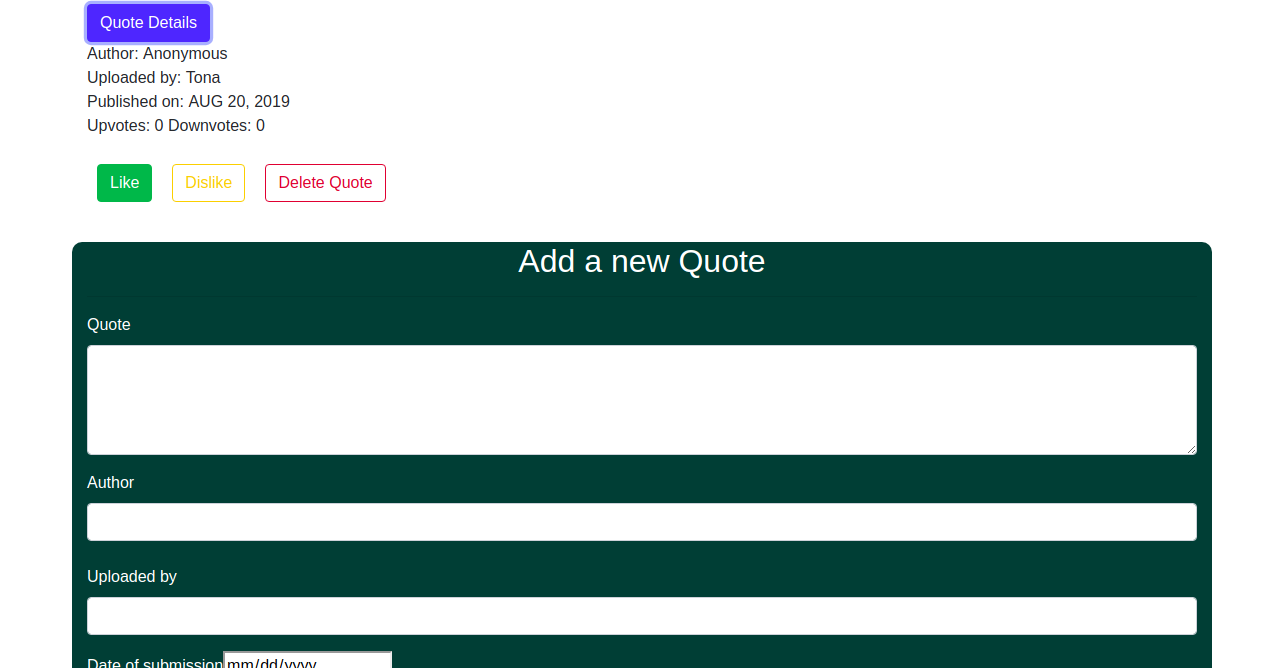 Quote Details
Author: Anonymous
Uploaded by: Tona
Published on: AUG 20, 2019
Upvotes: 0 Downvotes: 0
Like Dislike Delete Quote
Add a new Quote
Quote
Author
Uploaded by
Date of submission mm/dd/yyyy